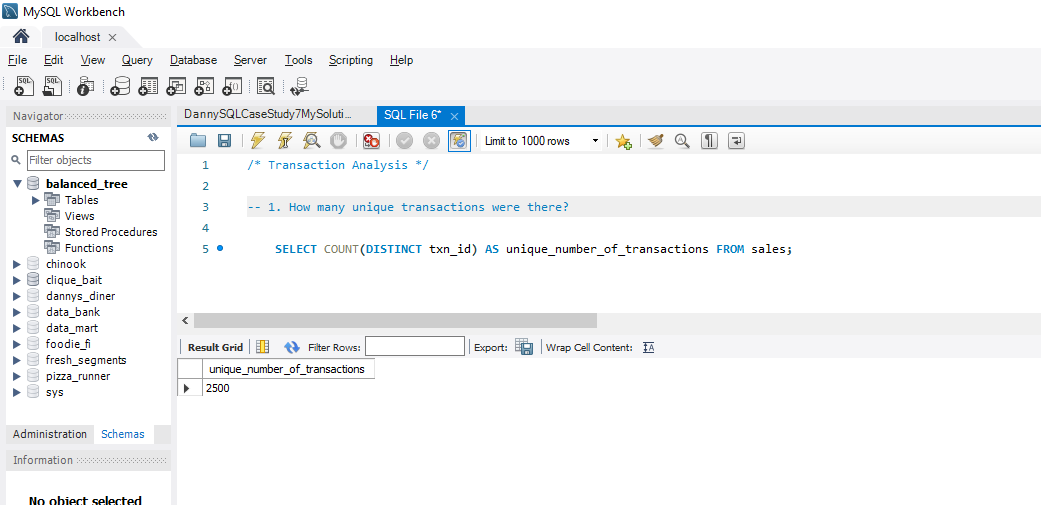 MySQL Workbench
localhost
File Edit View Query Database Server Tools Scripting Help
Navigator
SCHEMAS
Filter objects
balanced_tree
Tables
Views
Stored Procedures
Functions
chinook
clique_bait
dannys_diner
data_bank
data_mart
foodie_fi
fresh_segments
pizza_runner
sys
Administration Schemas
Information
No object selected
DannySQLCaseStudy7MySoluti... SQL File 6*
Limit to 1000 rows
1 /* Transaction Analysis */
2
3 -- 1. How many unique transactions were there?
4
5 SELECT COUNT(DISTINCT txn_id) AS unique_number_of_transactions FROM sales;
Result Grid Filter Rows: Export: Wrap Cell Content:
unique_number_of_transactions
2500